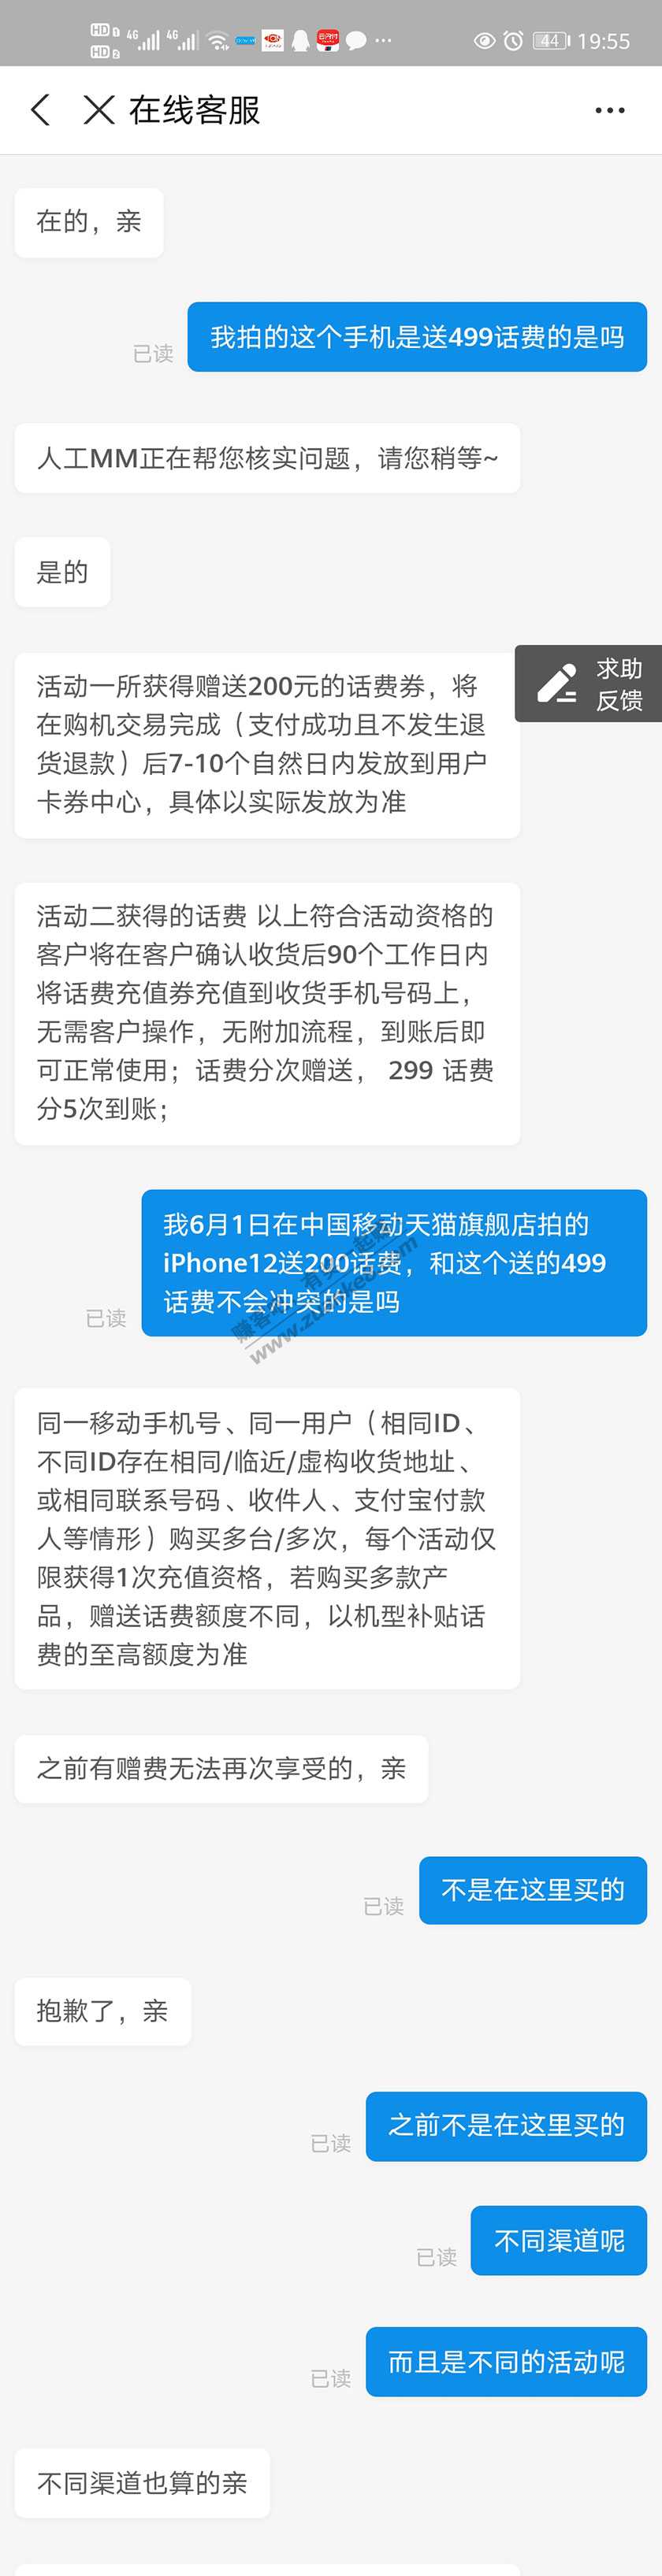 HD 1 4G 4G 44 19:55
HD 2
在线客服
在的，亲
我拍的这个手机是送499话费的是吗
已读
人工MM正在帮您核实问题，请您稍等~
是的
求助
反馈
活动一所获得赠送200元的话费券，将
在购机交易完成（支付成功且不发生退
货退款）后7-10个自然日内发放到用户
卡券中心，具体以实际发放为准
活动二获得的话费 以上符合活动资格的
客户将在客户确认收货后90个工作日内
将话费充值券充值到收货手机号码上，
无需客户操作，无附加流程，到账后即
可正常使用；话费分次赠送， 299 话费
分5次到账；
我6月1日在中国移动天猫旗舰店拍的
iPhone12送200话费，和这个送的499
话费不会冲突的是吗
已读
同一移动手机号、同一用户（相同ID、
不同ID存在相同/临近/虚构收货地址、
或相同联系号码、收件人、支付宝付款
人等情形）购买多台/多次，每个活动仅
限获得1次充值资格，若购买多款产
品，赠送话费额度不同，以机型补贴话
费的至高额度为准
之前有赠费无法再次享受的，亲
不是在这里买的
已读
抱歉了，亲
之前不是在这里买的
已读
不同渠道呢
已读
而且是不同的活动呢
已读
不同渠道也算的亲